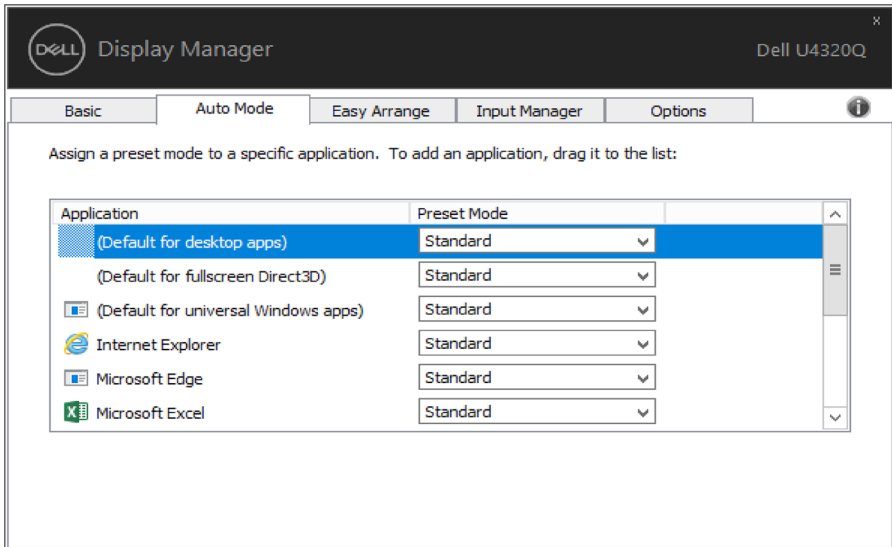 x
DELL Display Manager Dell U4320Q
Basic Auto Mode Easy Arrange Input Manager Options
Assign a preset mode to a specific application. To add an application, drag it to the list:
Application Preset Mode
(Default for desktop apps) Standard
(Default for fullscreen Direct3D) Standard
(Default for universal Windows apps) Standard
Internet Explorer Standard
Microsoft Edge Standard
Microsoft Excel Standard